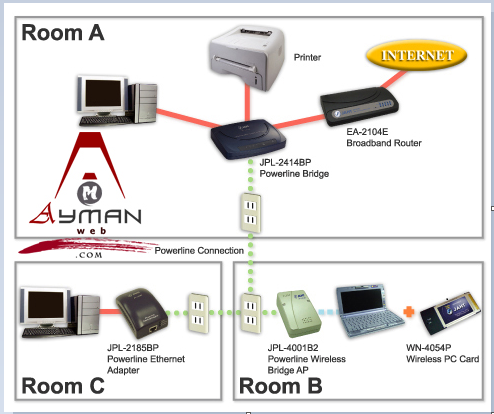 Room A
Printer
INTERNET
EA-2104E
Broadband Router
JPL-2414BP
Powerline Bridge
AYMAN
web
.COM
Powerline Connection
JPL-2185BP
Powerline Ethernet
Adapter
Room C
JPL-4001B2
Powerline Wireless
Bridge AP
WN-4054P
Wireless PC Card
Room B